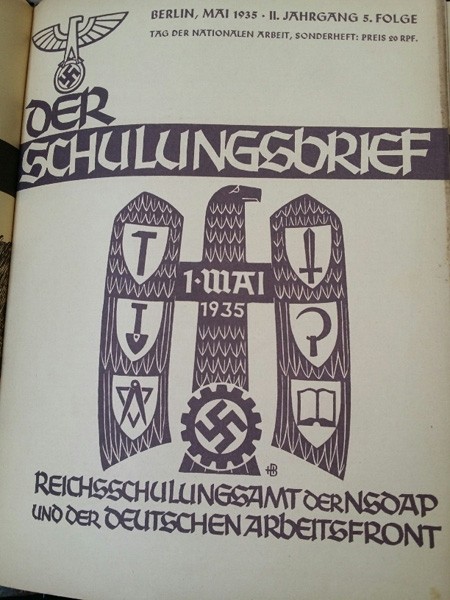 BERLIN, MAI 1935 · II. JAHRGANG 5. FOLGE
TAG DER NATIONALEN ARBEIT, SONDERHEFT: PREIS 20 RPF.
DER
SCHULUNGSBRIEF
1·MAI
1935
HB
REICHSSCHULUNGSAMT DER NSDAP
UND DER DEUTSCHEN ARBEITSFRONT